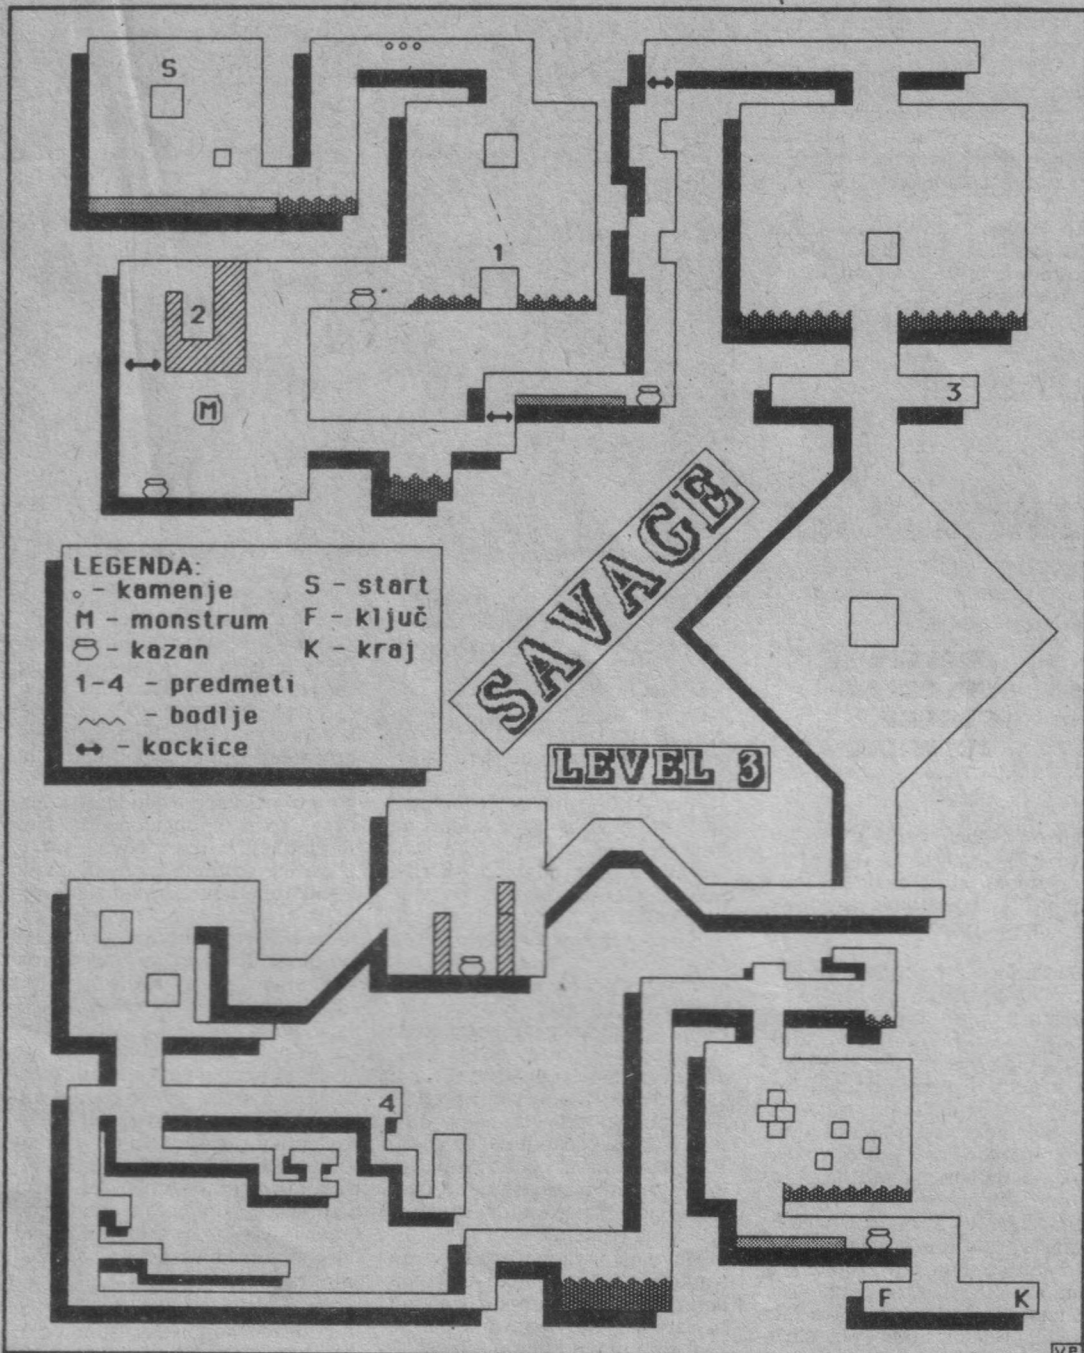 S
1
2
M
3
SAVAGE
LEGENDA:
∘ - kamenje
M - monstrum
- kazan
1-4 - predmeti
- bodlje
↔ - kockice
S - start
F - ključ
K - kraj
LEVEL 3
4
F
K